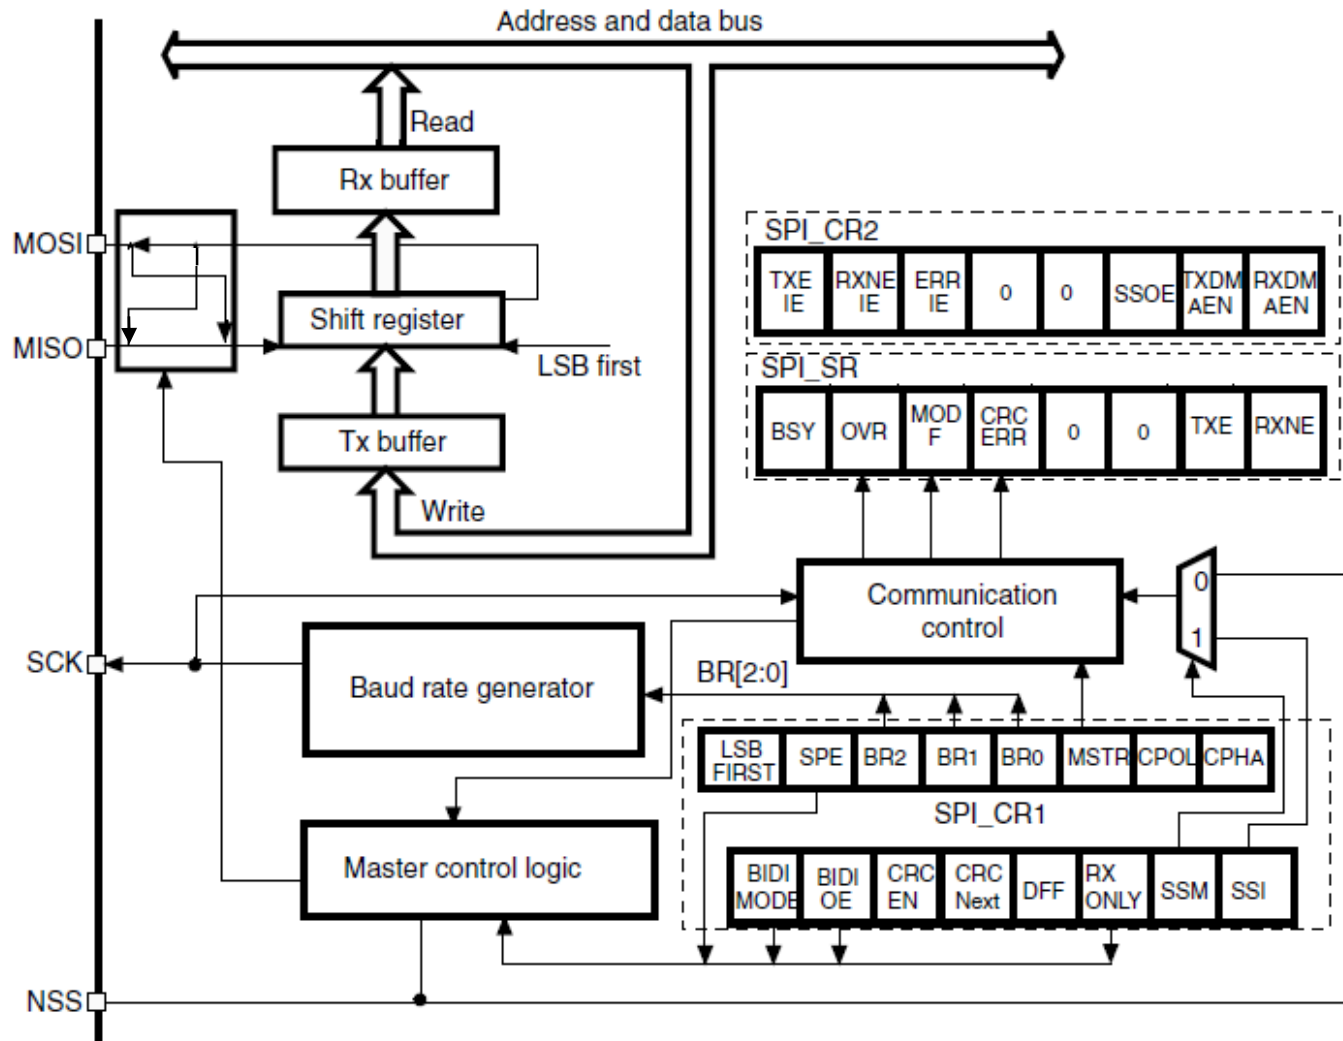 Address and data bus
Read
Rx buffer
MOSI
SPI_CR2
TXE
IE
RXNE
IE
ERR
IE
0
0
SSOE
TXDM
AEN
RXDM
AEN
Shift register
MISO
LSB first
SPI_SR
BSY
OVR
MOD
F
CRC
ERR
0
0
TXE
RXNE
Tx buffer
Write
Communication
control
0
1
SCK
Baud rate generator
BR[2:0]
LSB
FIRST
SPE
BR2
BR1
BR0
MSTR
CPOL
CPHA
SPI_CR1
Master control logic
BIDI
MODE
BIDI
OE
CRC
EN
CRC
Next
DFF
RX
ONLY
SSM
SSI
NSS